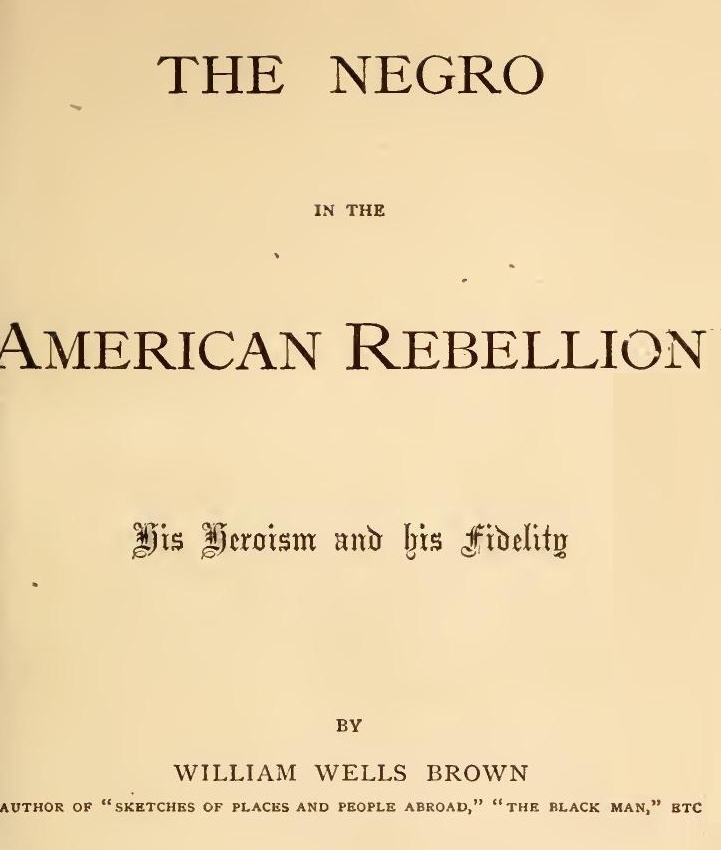 THE NEGRO
IN THE
AMERICAN REBELLION
His Heroism and his Fidelity
BY
WILLIAM WELLS BROWN
AUTHOR OF "SKETCHES OF PLACES AND PEOPLE ABROAD," "THE BLACK MAN," ETC